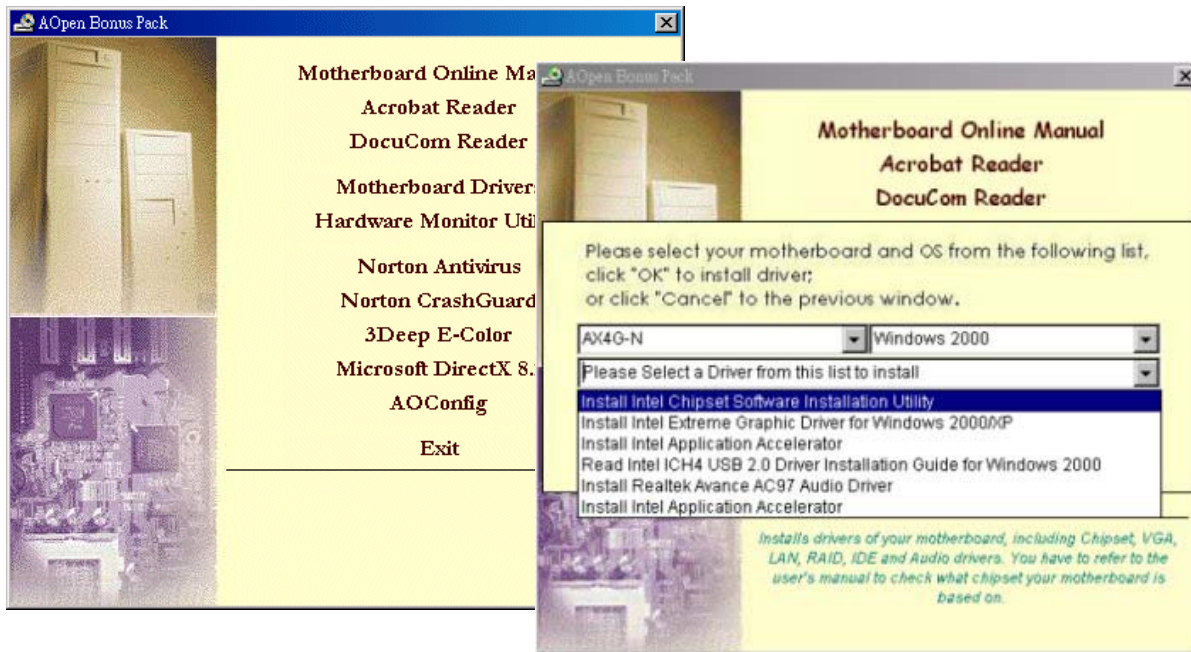 AOpen Bonus Pack
Motherboard Online Ma
Acrobat Reader
DocuCom Reader
Motherboard Driver
Hardware Monitor Uti
Norton Antivirus
Norton CrashGuard
3Deep E-Color
Microsoft DirectX 8.
AOConfig
Exit
AOpen Bonus Pack
Motherboard Online Manual
Acrobat Reader
DocuCom Reader
Please select your motherboard and OS from the following list,
click "OK" to install driver;
or click "Cancel" to the previous window.
AX4G-N
Windows 2000
Please Select a Driver from this list to install
Install Intel Chipset Software Installation Utility
Install Intel Extreme Graphic Driver for Windows 2000/XP
Install Intel Application Accelerator
Read Intel ICH4 USB 2.0 Driver Installation Guide for Windows 2000
Install Realtek Avance AC97 Audio Driver
Install Intel Application Accelerator
Installs drivers of your motherboard, including Chipset, VGA,
LAN, RAID, IDE and Audio drivers. You have to refer to the
user's manual to check what chipset your motherboard is
based on.